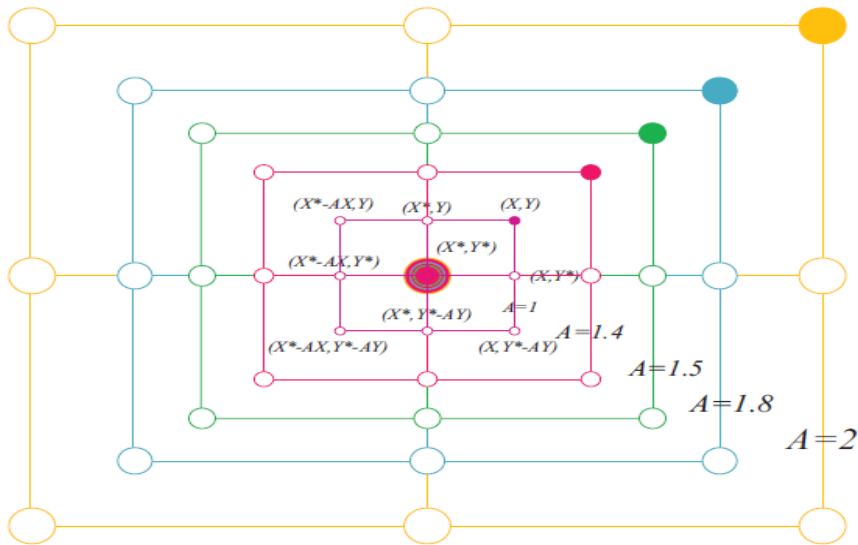 (X*-AX,Y)
(X*,Y)
(X,Y)
(X*,Y*)
(X*-AX,Y*)
(X,Y*)
A=1
(X*,Y*-AY)
(X*-AX,Y*-AY)
(X,Y*-AY)
A=1.4
A=1.5
A=1.8
A=2